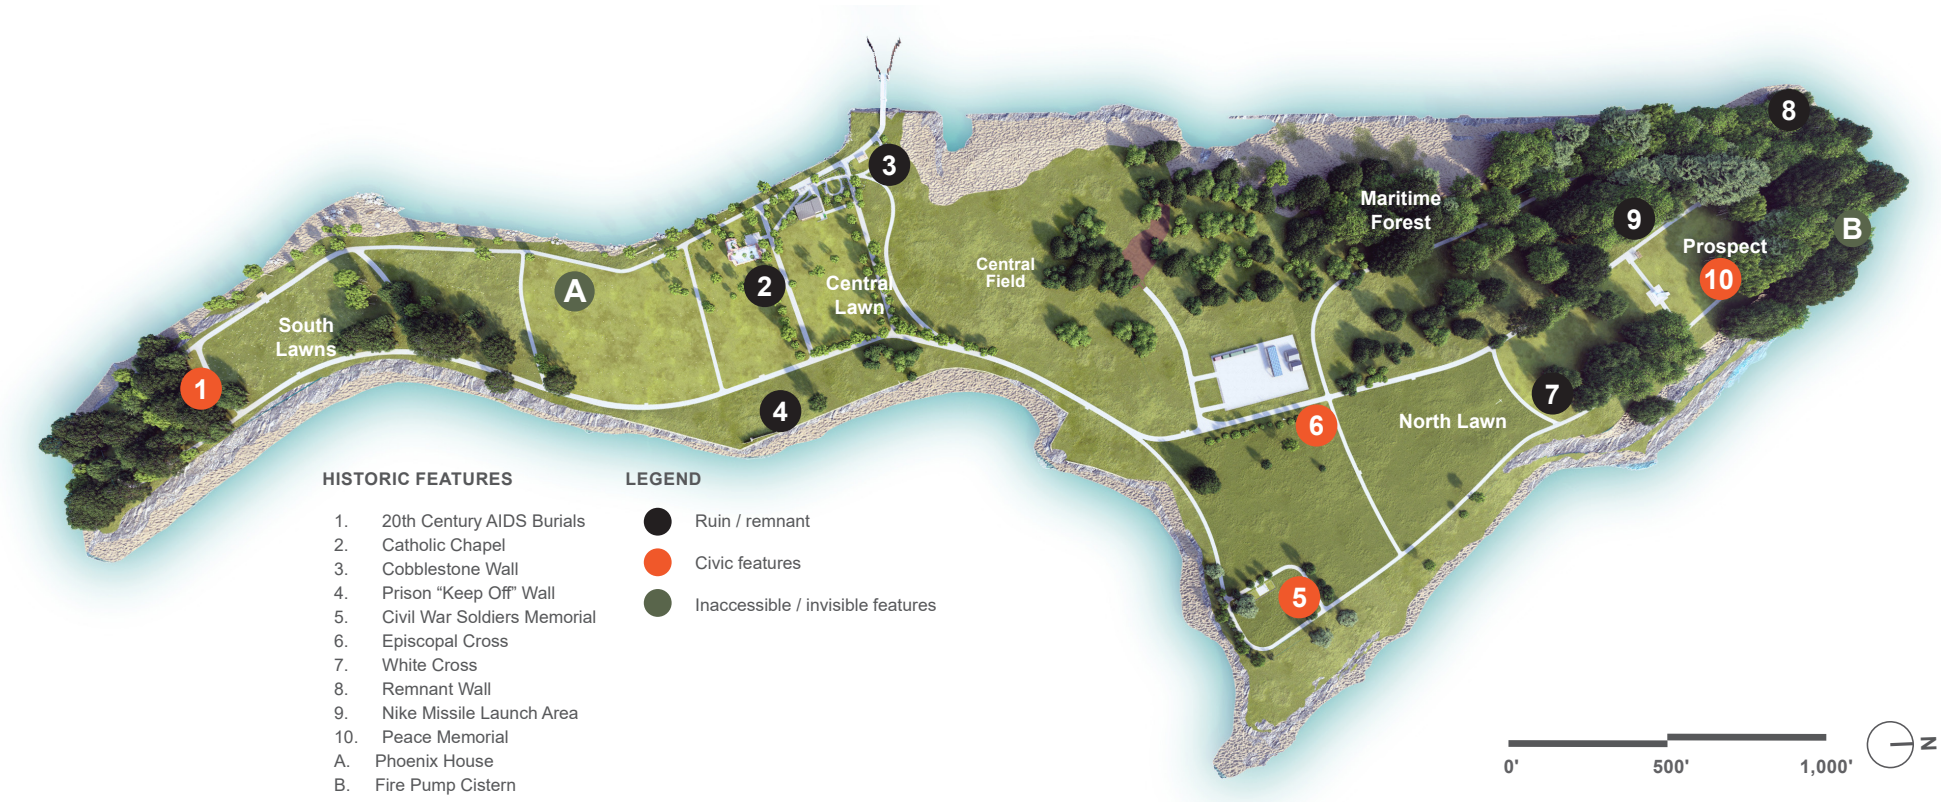 8
3
Maritime
Forest
9
B
Prospect
10
Central
Field
A
2
Central
Lawn
South
Lawns
1
4
7
6
North Lawn
5
HISTORIC FEATURES
1. 20th Century AIDS Burials
2. Catholic Chapel
3. Cobblestone Wall
4. Prison “Keep Off” Wall
5. Civil War Soldiers Memorial
6. Episcopal Cross
7. White Cross
8. Remnant Wall
9. Nike Missile Launch Area
10. Peace Memorial
A. Phoenix House
B. Fire Pump Cistern
LEGEND
Ruin / remnant
Civic features
Inaccessible / invisible features
0' 500' 1,000'
N